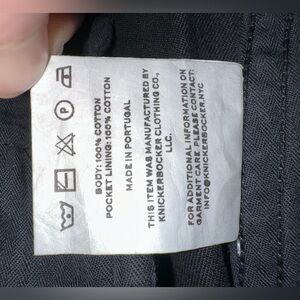 BODY: 100% COTTON
POCKET LINING: 100% COTTON
MADE IN PORTUGAL
THIS ITEM WAS MANUFACTURED BY
KNICKERBOCKER CLOTHING CO.,
LLC.
FOR ADDITIONAL INFORMATION ON
GARMENT CARE PLEASE CONTACT:
INFO@KNICKERBOCKER.NYC